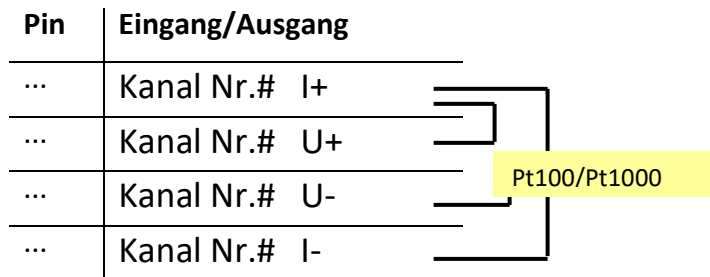 Pin Eingang/Ausgang
... Kanal Nr.# I+
... Kanal Nr.# U+
Pt100/Pt1000
... Kanal Nr.# U-
... Kanal Nr.# I-